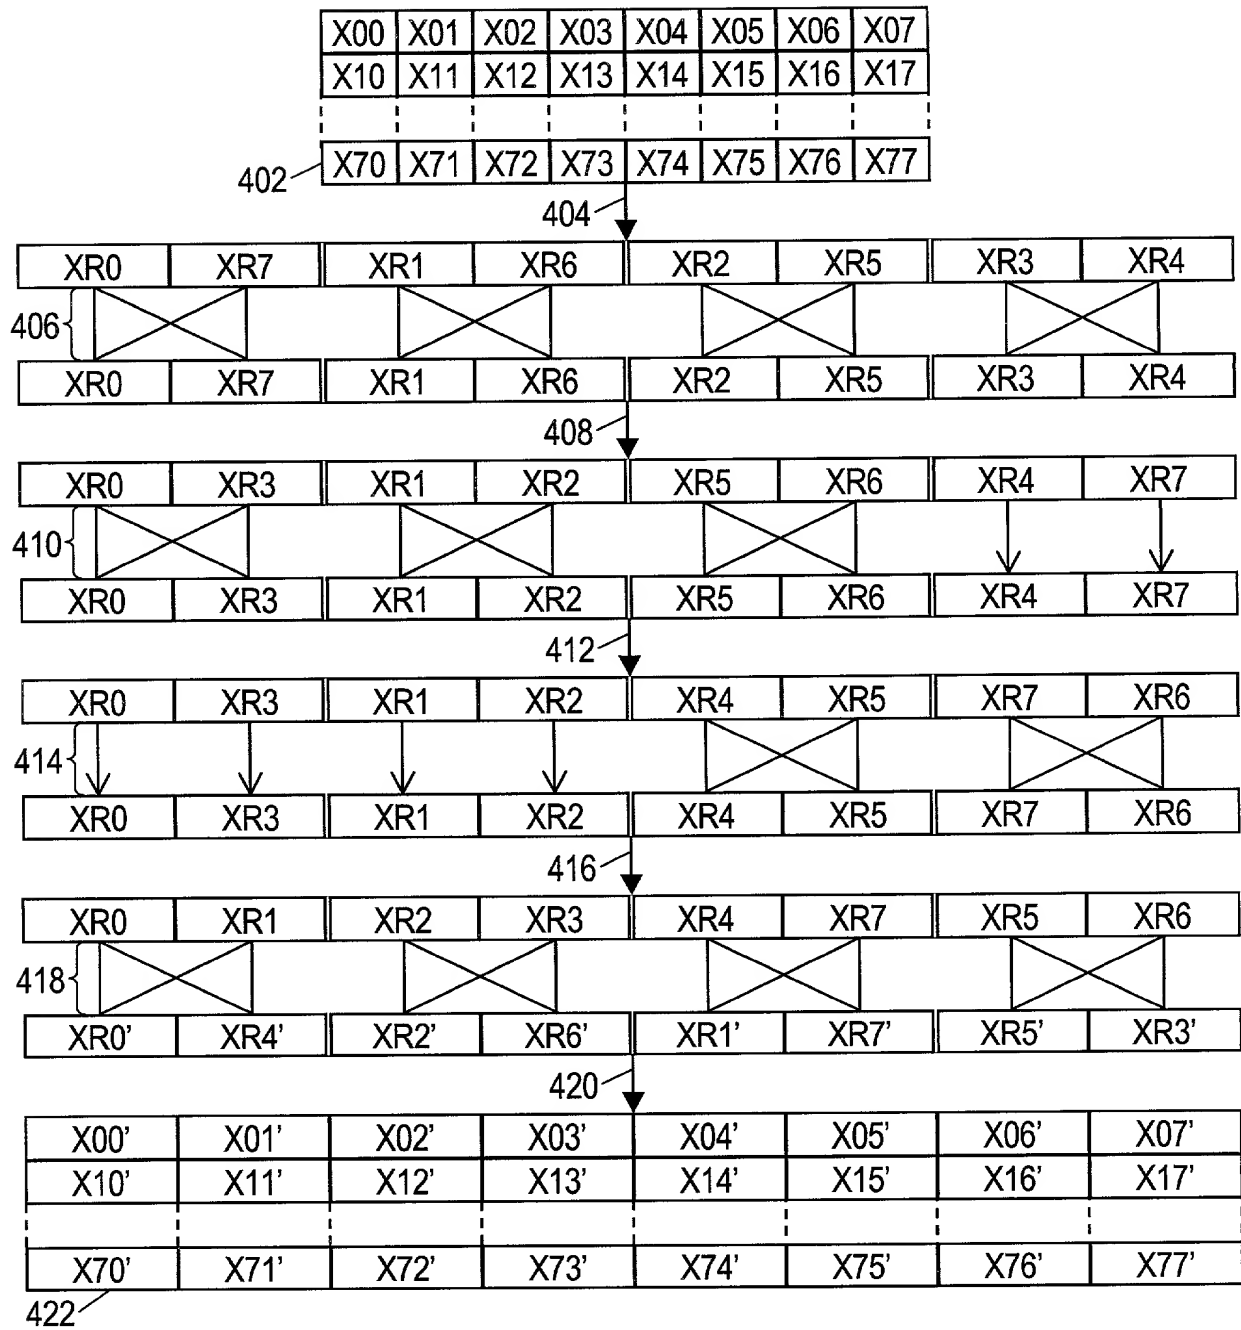 X00 X01 X02 X03 X04 X05 X06 X07
X10 X11 X12 X13 X14 X15 X16 X17
402 X70 X71 X72 X73 X74 X75 X76 X77
404
XR0 XR7 XR1 XR6 XR2 XR5 XR3 XR4
406
XR0 XR7 XR1 XR6 XR2 XR5 XR3 XR4
408
XR0 XR3 XR1 XR2 XR5 XR6 XR4 XR7
410
XR0 XR3 XR1 XR2 XR5 XR6 XR4 XR7
412
XR0 XR3 XR1 XR2 XR4 XR5 XR7 XR6
414
XR0 XR3 XR1 XR2 XR4 XR5 XR7 XR6
416
XR0 XR1 XR2 XR3 XR4 XR7 XR5 XR6
418
XR0’ XR4’ XR2’ XR6’ XR1’ XR7’ XR5’ XR3’
420
X00’ X01’ X02’ X03’ X04’ X05’ X06’ X07’
X10’ X11’ X12’ X13’ X14’ X15’ X16’ X17’
X70’ X71’ X72’ X73’ X74’ X75’ X76’ X77’
422